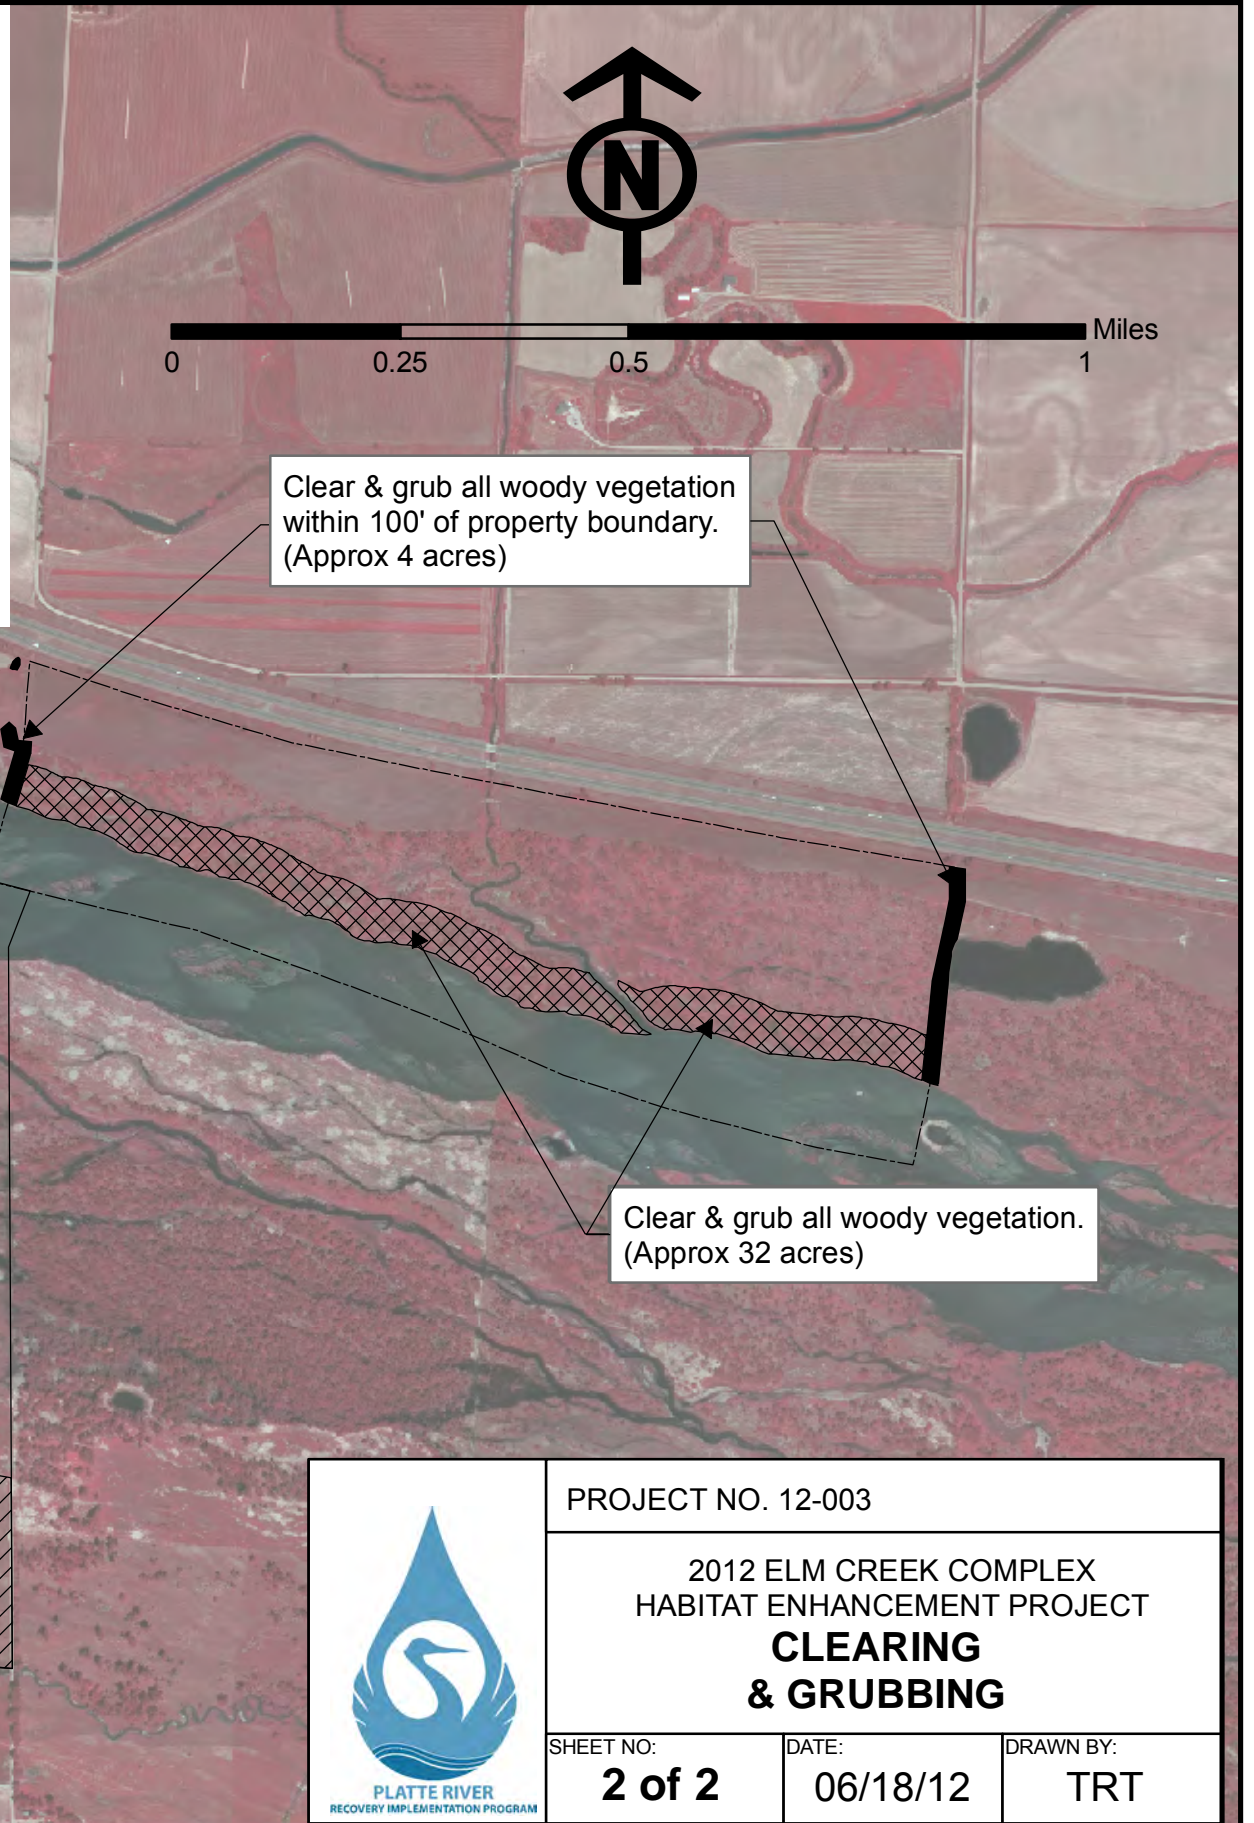 N
Miles
0 0.25 0.5 1
Clear & grub all woody vegetation
within 100' of property boundary.
(Approx 4 acres)
Clear & grub all woody vegetation.
(Approx 32 acres)
PLATTE RIVER
RECOVERY IMPLEMENTATION PROGRAM
PROJECT NO. 12-003
2012 ELM CREEK COMPLEX
HABITAT ENHANCEMENT PROJECT
CLEARING
& GRUBBING
SHEET NO:
2 of 2
DATE:
06/18/12
DRAWN BY:
TRT